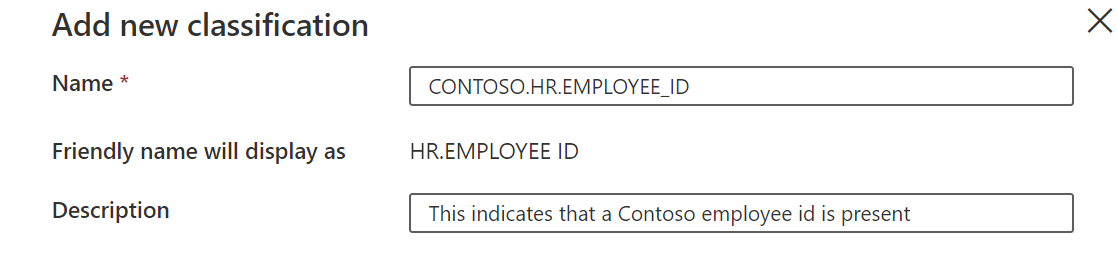 Add new classification
Name * CONTOSO.HR.EMPLOYEE_ID
Friendly name will display as HR.EMPLOYEE ID
Description This indicates that a Contoso employee id is present